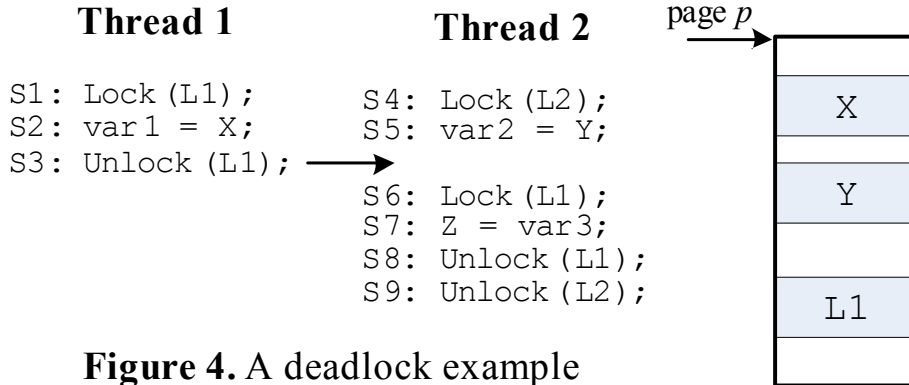 Thread 1
S1: Lock(L1);
S2: var1 = X;
S3: Unlock(L1);
Thread 2
S4: Lock(L2);
S5: var2 = Y;
S6: Lock(L1);
S7: Z = var3;
S8: Unlock(L1);
S9: Unlock(L2);
page p
X
Y
L1
Figure 4. A deadlock example